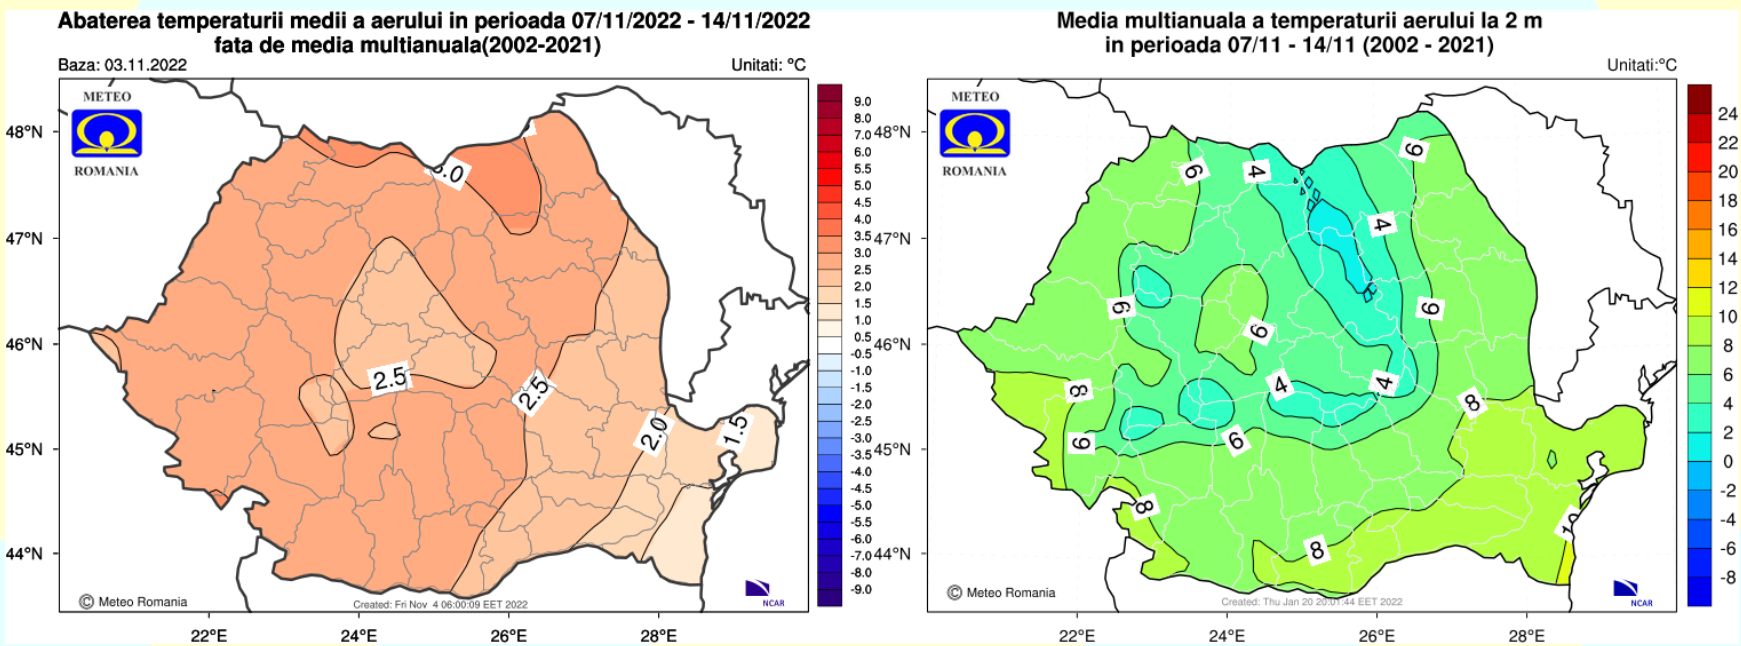 Abaterea temperaturii medii a aerului in perioada 07/11/2022 - 14/11/2022
fata de media multianuala(2002-2021)
Baza: 03.11.2022
Unitati: °C
METEO
ROMANIA
48°N
47°N
46°N
45°N
44°N
3.0
2.5
2.5
2.0
1.5
9.0
8.0
7.0
6.0
5.5
5.0
4.5
4.0
3.5
3.0
2.5
2.0
1.5
1.0
0.5
-0.5
-1.0
-1.5
-2.0
-2.5
-3.0
-3.5
-4.0
-4.5
-5.0
-5.5
-6.0
-7.0
-8.0
-9.0
© Meteo Romania
Created: Fri Nov 4 06:00:09 EET 2022
NCAR
22°E
24°E
26°E
28°E
Media multianuala a temperaturii aerului la 2 m
in perioada 07/11 - 14/11 (2002 - 2021)
Unitati:°C
METEO
ROMANIA
48°N
47°N
46°N
45°N
44°N
6
4
6
4
6
6
6
8
4
4
8
6
6
8
8
10
24
22
20
18
16
14
12
10
8
6
4
2
0
-2
-4
-6
-8
© Meteo Romania
Created: Thu Jan 20 20:01:44 EET 2022
NCAR
22°E
24°E
26°E
28°E